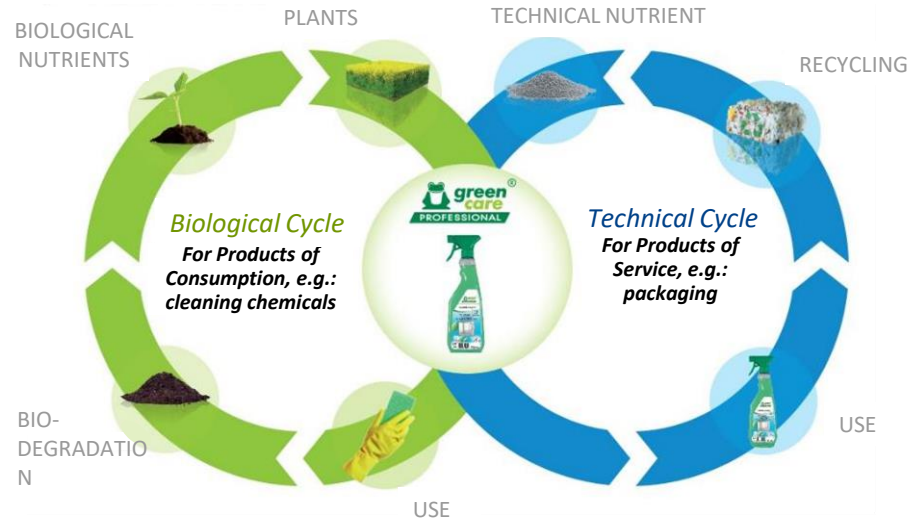 PLANTS
TECHNICAL NUTRIENT
BIOLOGICAL
NUTRIENTS
RECYCLING
green
care
®
PROFESSIONAL
Biological Cycle
For Products of
Consumption, e.g.:
cleaning chemicals
Technical Cycle
For Products of
Service, e.g.:
packaging
BIO-
DEGRADATIO
N
USE
USE